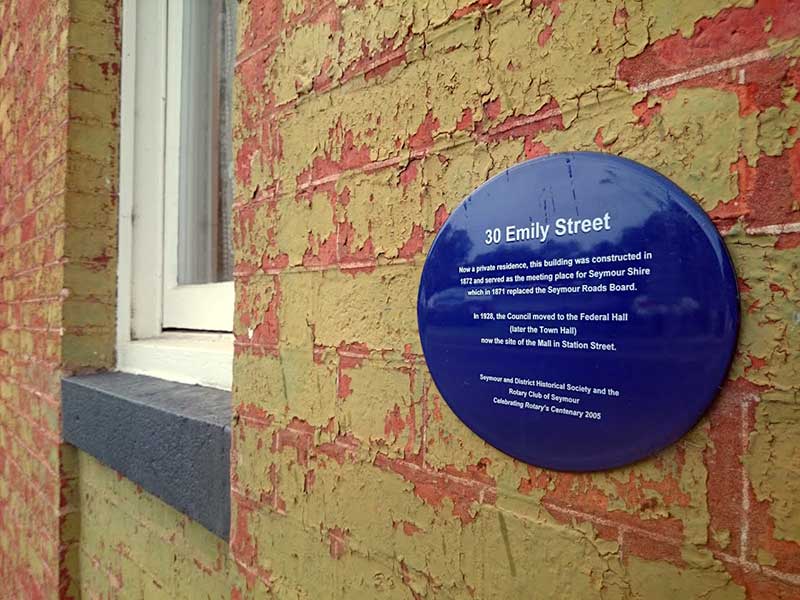 30 Emily Street
Now a private residence, this building was constructed in
1872 and served as the meeting place for Seymour Shire
which in 1871 replaced the Seymour Roads Board.
In 1928, the Council moved to the Federal Hall
(later the Town Hall)
now the site of the Mall in Station Street.
Seymour and District Historical Society and the
Rotary Club of Seymour
Celebrating Rotary's Centenary 2005